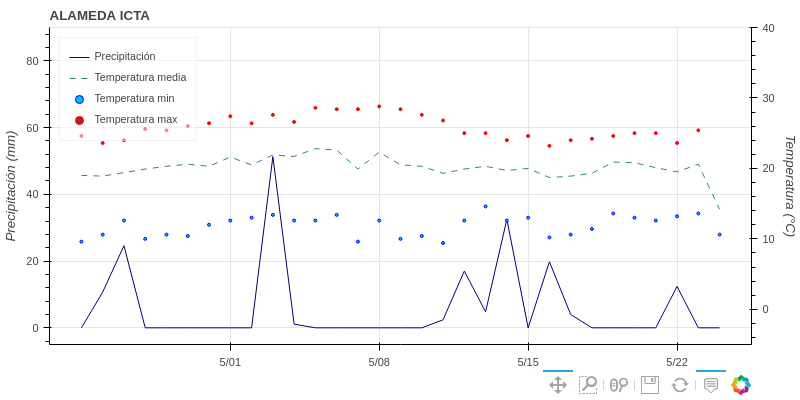 ALAMEDA ICTA
Precipitación
Temperatura media
Temperatura min
Temperatura max
Precipitación (mm)
80
60
40
20
0
40
30
20
10
0
Temperatura (°C)
5/01
5/08
5/15
5/22